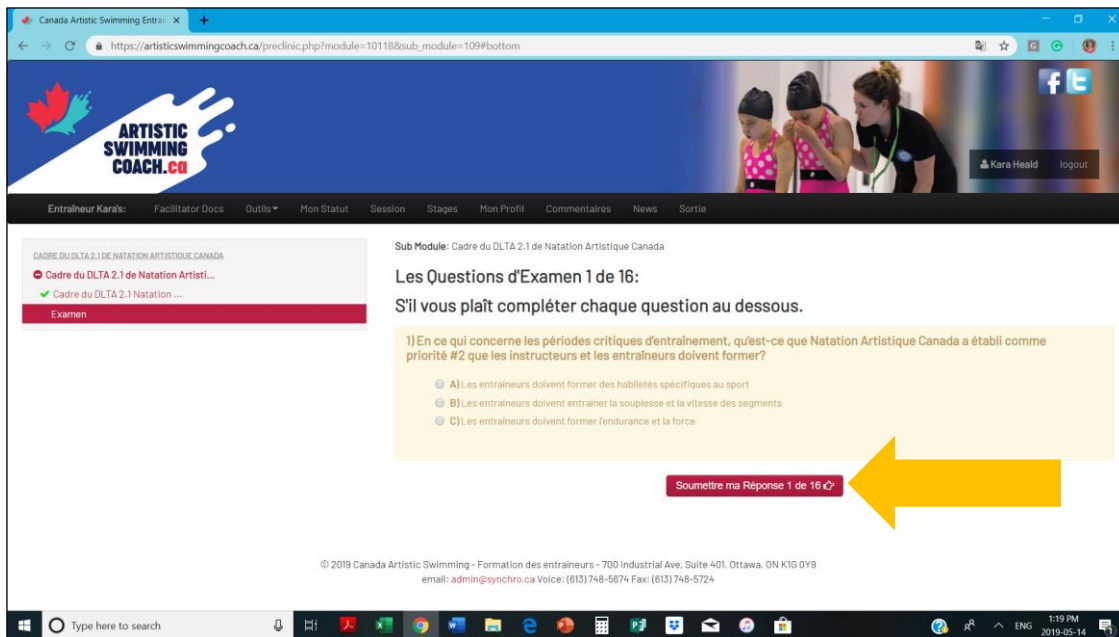 Canada Artistic Swimming Entrai
https://artisticswimmingcoach.ca/preclinic.php?module=10118&sub_module=109#bottom
ARTISTIC
SWIMMING
COACH.ca
Kara Heald logout
Entraîneur Kara's: Facilitator Docs Outils Mon Statut Session Stages Mon Profil Commentaires News Sortie
CADRE DU DLTA 2.1 DE NATATION ARTISTIQUE CANADA
Cadre du DLTA 2.1 de Natation Artisti...
Cadre du DLTA 2.1 Natation ...
Examen
Sub Module: Cadre du DLTA 2.1 de Natation Artistique Canada
Les Questions d'Examen 1 de 16:
S'il vous plaît compléter chaque question au dessous.
1) En ce qui concerne les périodes critiques d'entraînement, qu'est-ce que Natation Artistique Canada a établi comme
priorité #2 que les instructeurs et les entraîneurs doivent former?
A) Les entraîneurs doivent former des habiletés spécifiques au sport
B) Les entraîneurs doivent entraîner la souplesse et la vitesse des segments
C) Les entraîneurs doivent former l'endurance et la force
Soumettre ma Réponse 1 de 16
© 2019 Canada Artistic Swimming - Formation des entraîneurs - 700 Industrial Ave, Suite 401, Ottawa, ON K1G 0Y9
email: admin@synchro.ca Voice: (613) 748-5674 Fax: (613) 748-5724
Type here to search
ENG
1:19 PM
2019-05-14